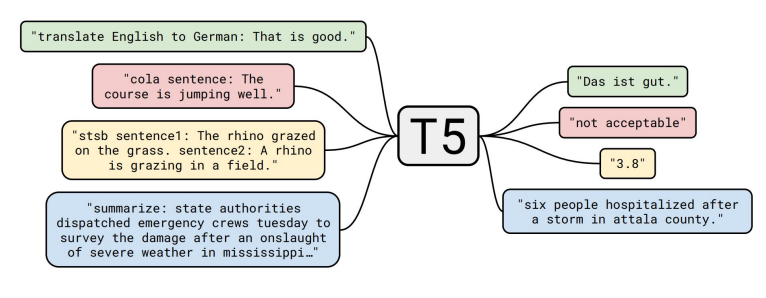 "translate English to German: That is good."
"cola sentence: The
course is jumping well."
"stsb sentence1: The rhino grazed
on the grass. sentence2: A rhino
is grazing in a field."
"summarize: state authorities
dispatched emergency crews tuesday to
survey the damage after an onslaught
of severe weather in mississippi…"
T5
"Das ist gut."
"not acceptable"
"3.8"
"six people hospitalized after
a storm in attala county."